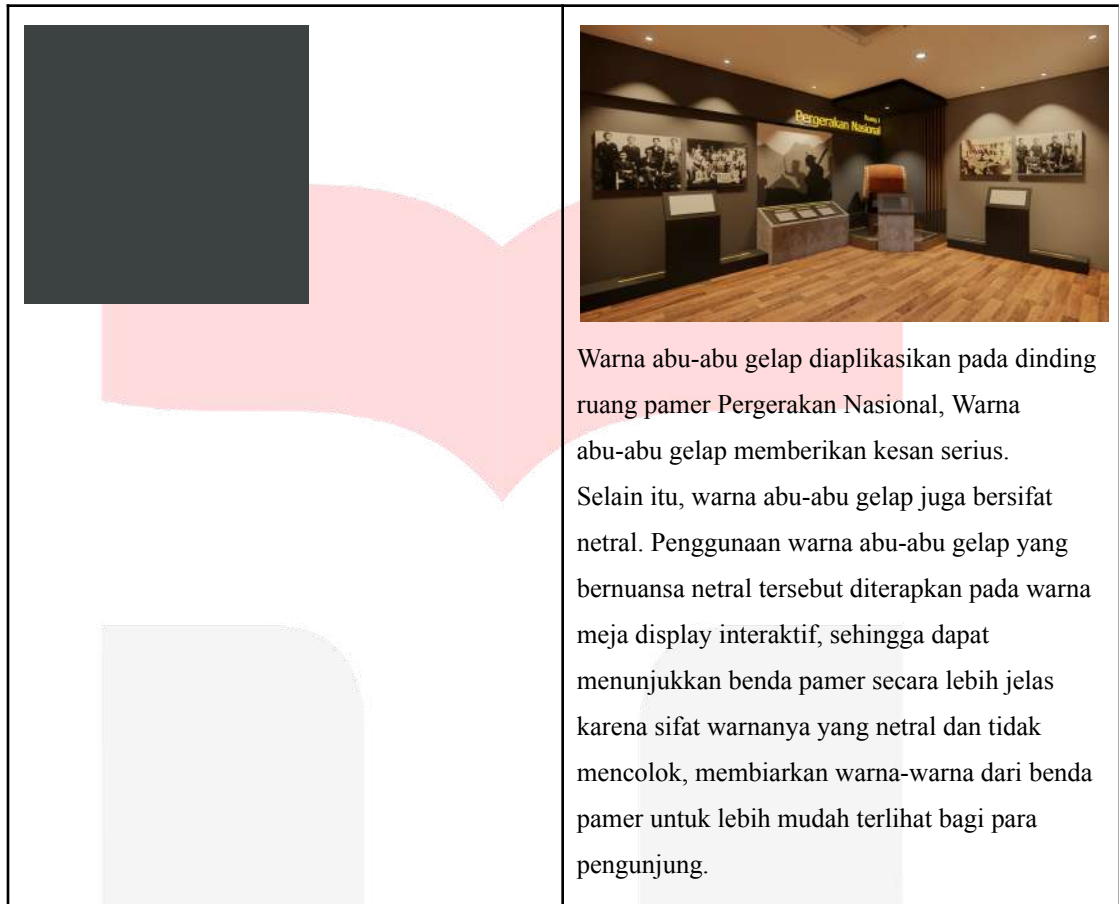 Ruang 1
Pergerakan Nasional
Warna abu-abu gelap diaplikasikan pada dinding
ruang pamer Pergerakan Nasional, Warna
abu-abu gelap memberikan kesan serius.
Selain itu, warna abu-abu gelap juga bersifat
netral. Penggunaan warna abu-abu gelap yang
bernuansa netral tersebut diterapkan pada warna
meja display interaktif, sehingga dapat
menunjukkan benda pamer secara lebih jelas
karena sifat warnanya yang netral dan tidak
mencolok, membiarkan warna-warna dari benda
pamer untuk lebih mudah terlihat bagi para
pengunjung.